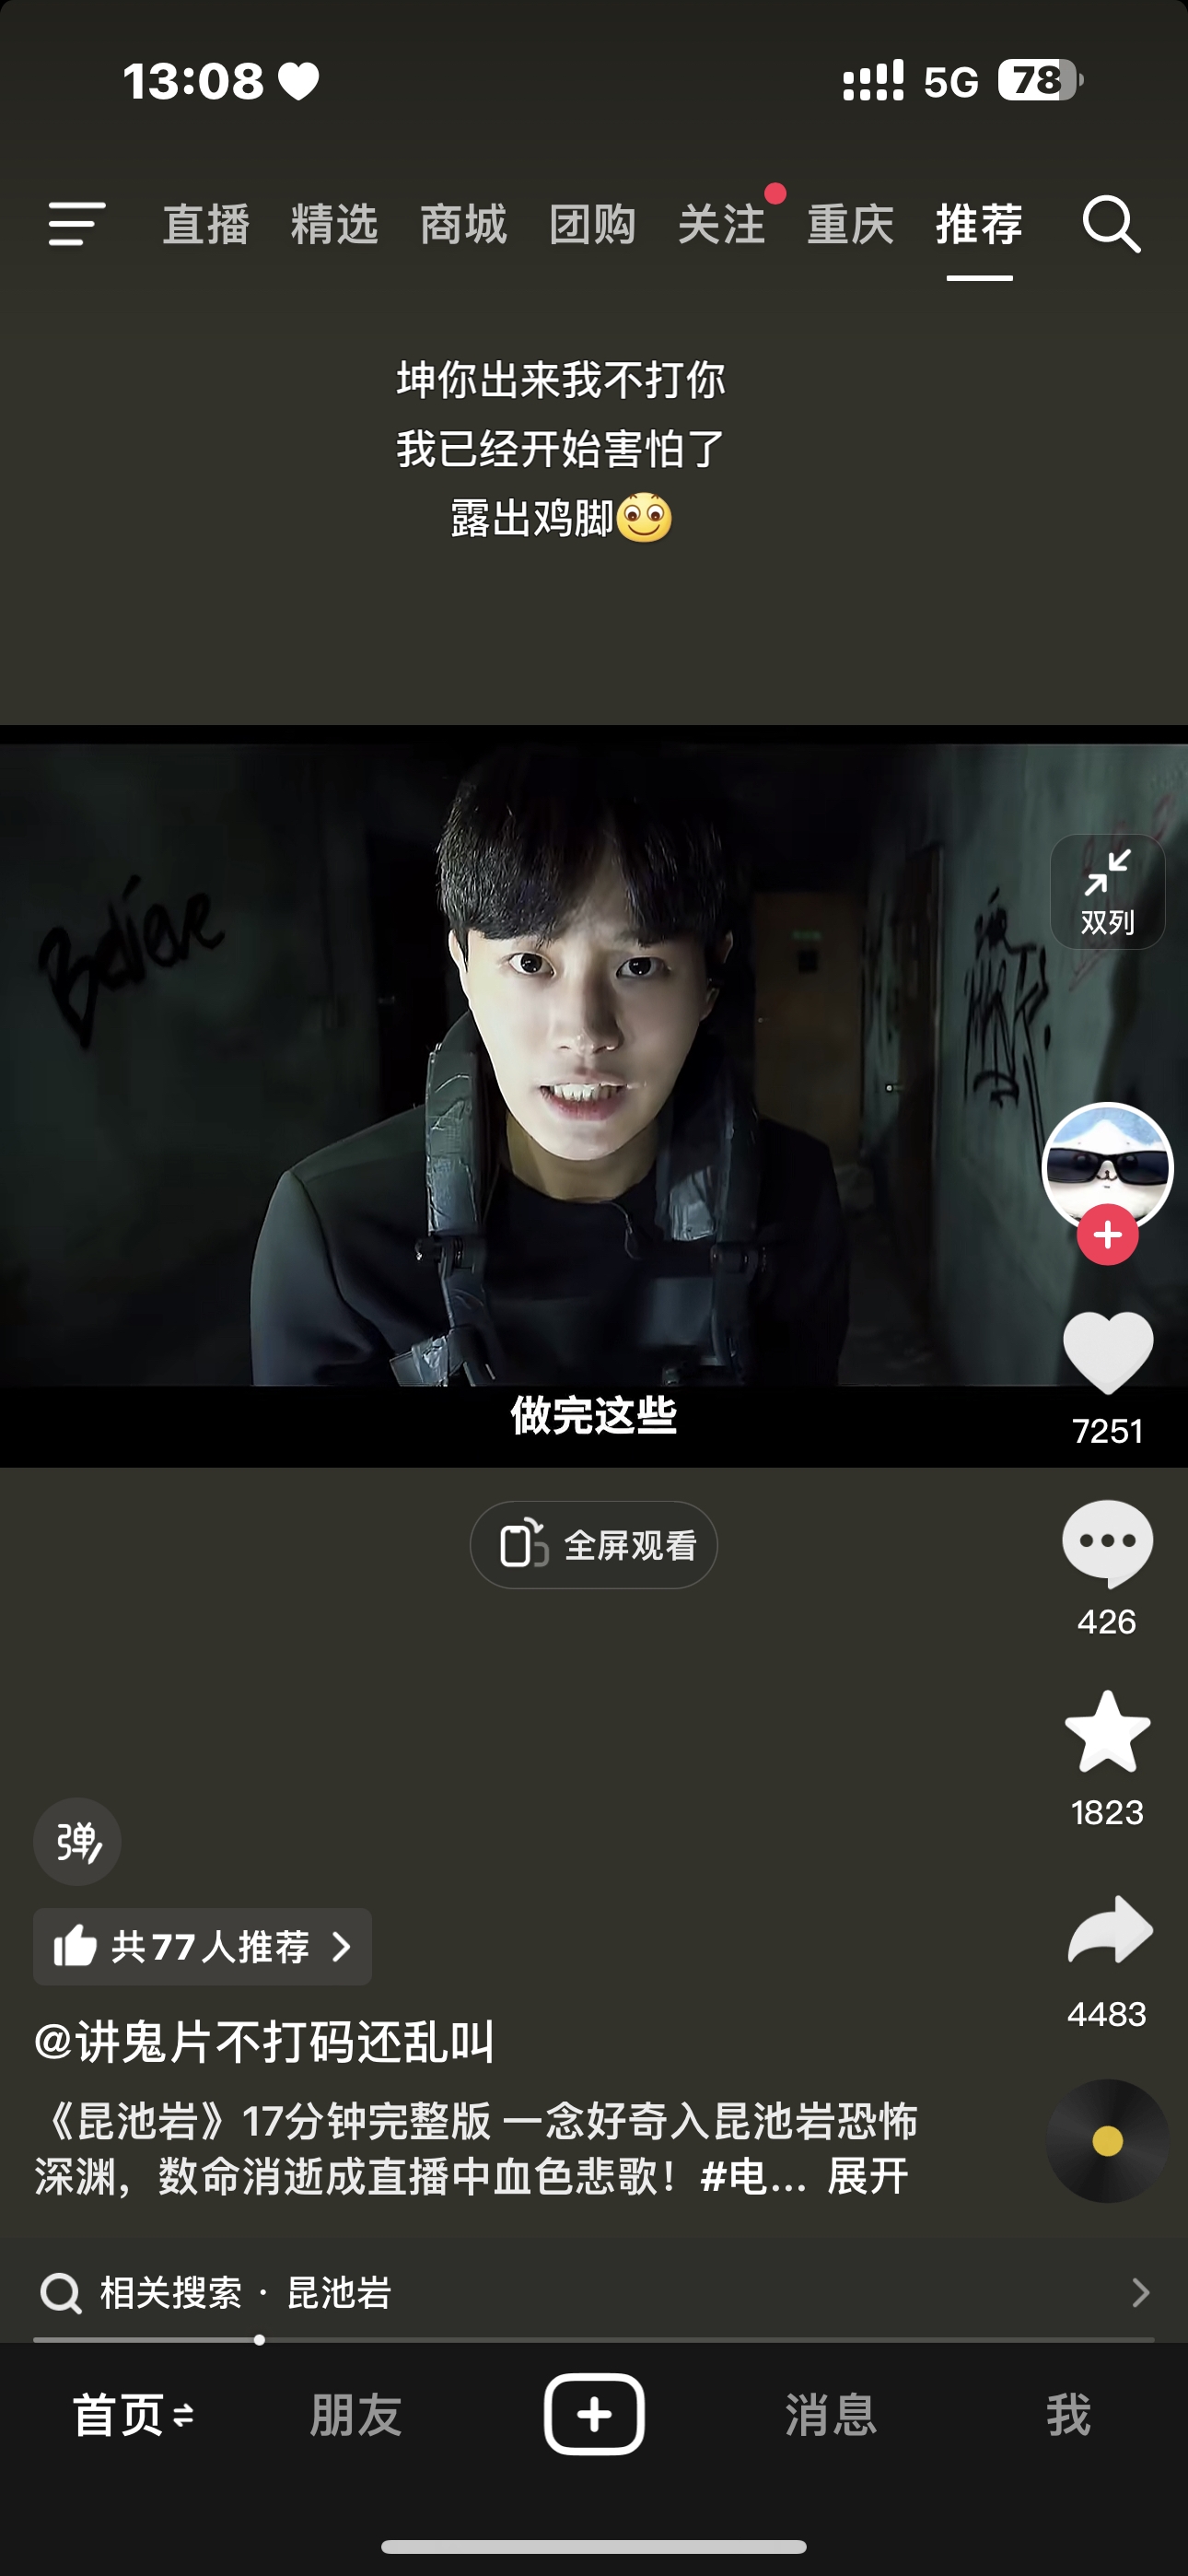 13:08
5G 78
直播 精选 商城 团购 关注 重庆 推荐
坤你出来我不打你
我已经开始害怕了
露出鸡脚
Believe
双列
做完这些
7251
全屏观看
426
1823
弹
共77人推荐
4483
@讲鬼片不打码还乱叫
《昆池岩》17分钟完整版 一念好奇入昆池岩恐怖
深渊，数命消逝成直播中血色悲歌！#电... 展开
相关搜索 · 昆池岩
首页 朋友 消息 我